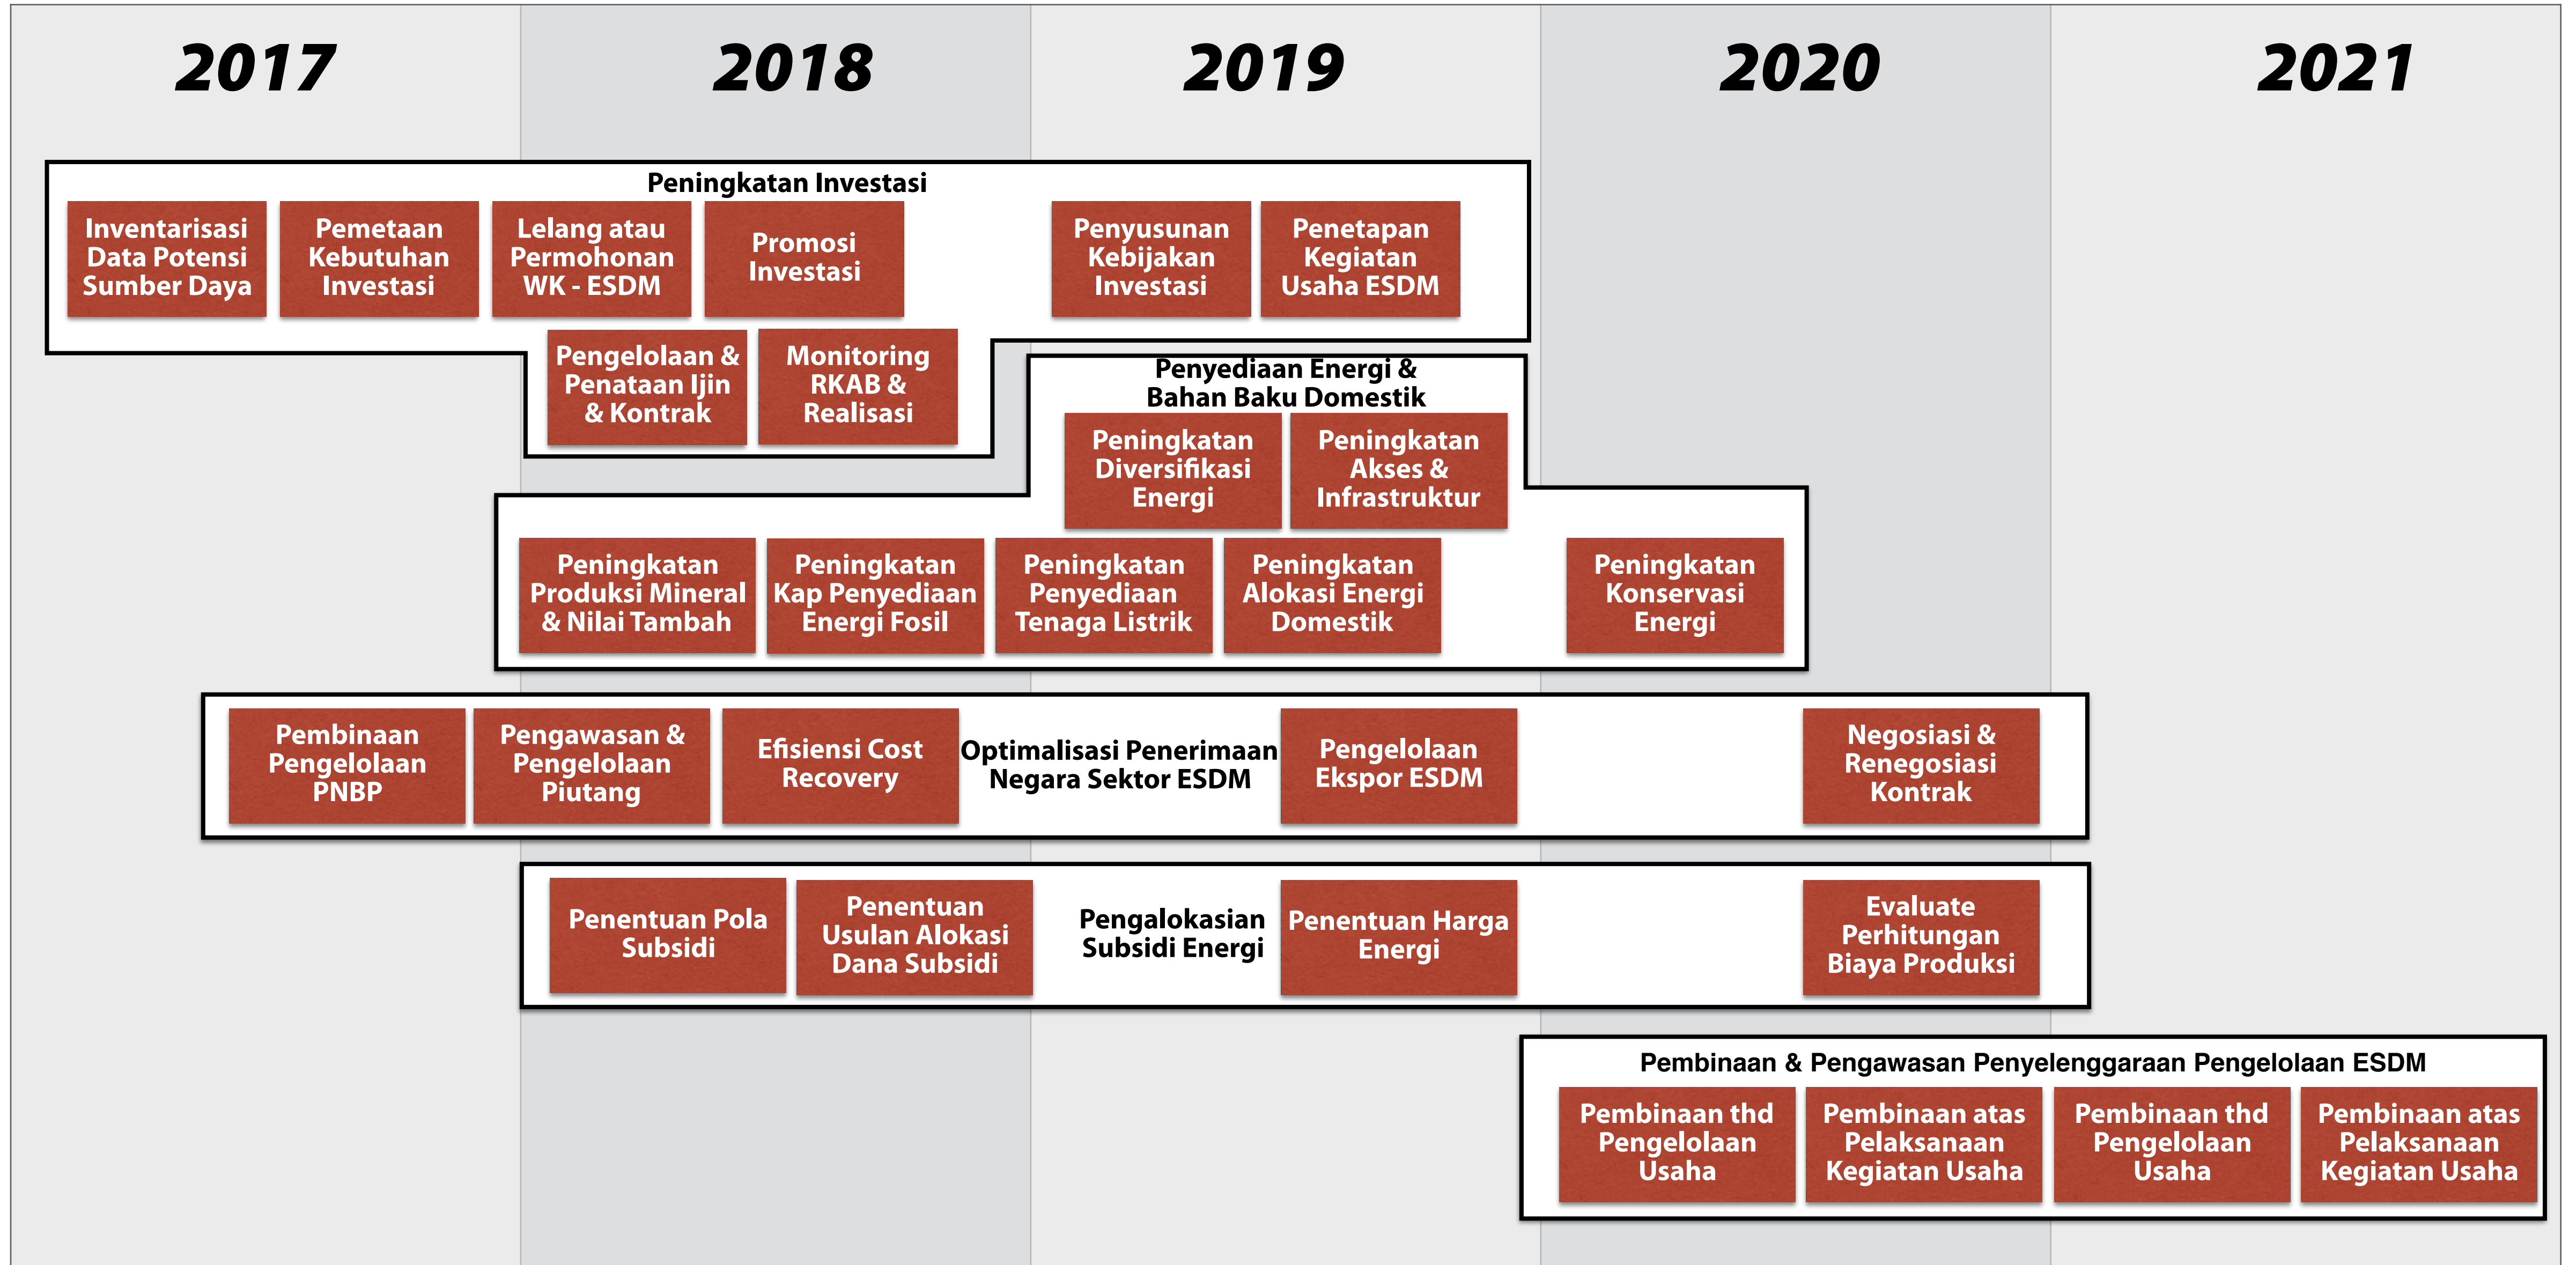 2017
2018
2019
2020
2021
Peningkatan Investasi
Inventarisasi
Data Potensi
Sumber Daya
Pemetaan
Kebutuhan
Investasi
Lelang atau
Permohonan
WK - ESDM
Promosi
Investasi
Penyusunan
Kebijakan
Investasi
Penetapan
Kegiatan
Usaha ESDM
Pengelolaan &
Penataan Ijin
& Kontrak
Monitoring
RKAB &
Realisasi
Penyediaan Energi &
Bahan Baku Domestik
Peningkatan
Diversifikasi
Energi
Peningkatan
Akses &
Infrastruktur
Peningkatan
Produksi Mineral
& Nilai Tambah
Peningkatan
Kap Penyediaan
Energi Fosil
Peningkatan
Penyediaan
Tenaga Listrik
Peningkatan
Alokasi Energi
Domestik
Peningkatan
Konservasi
Energi
Pembinaan
Pengelolaan
PNBP
Pengawasan &
Pengelolaan
Piutang
Efisiensi Cost
Recovery
Optimalisasi Penerimaan
Negara Sektor ESDM
Pengelolaan
Ekspor ESDM
Negosiasi &
Renegosiasi
Kontrak
Penentuan Pola
Subsidi
Penentuan
Usulan Alokasi
Dana Subsidi
Pengalokasian
Subsidi Energi
Penentuan Harga
Energi
Evaluate
Perhitungan
Biaya Produksi
Pembinaan & Pengawasan Penyelenggaraan Pengelolaan ESDM
Pembinaan thd
Pengelolaan
Usaha
Pembinaan atas
Pelaksanaan
Kegiatan Usaha
Pembinaan thd
Pengelolaan
Usaha
Pembinaan atas
Pelaksanaan
Kegiatan Usaha